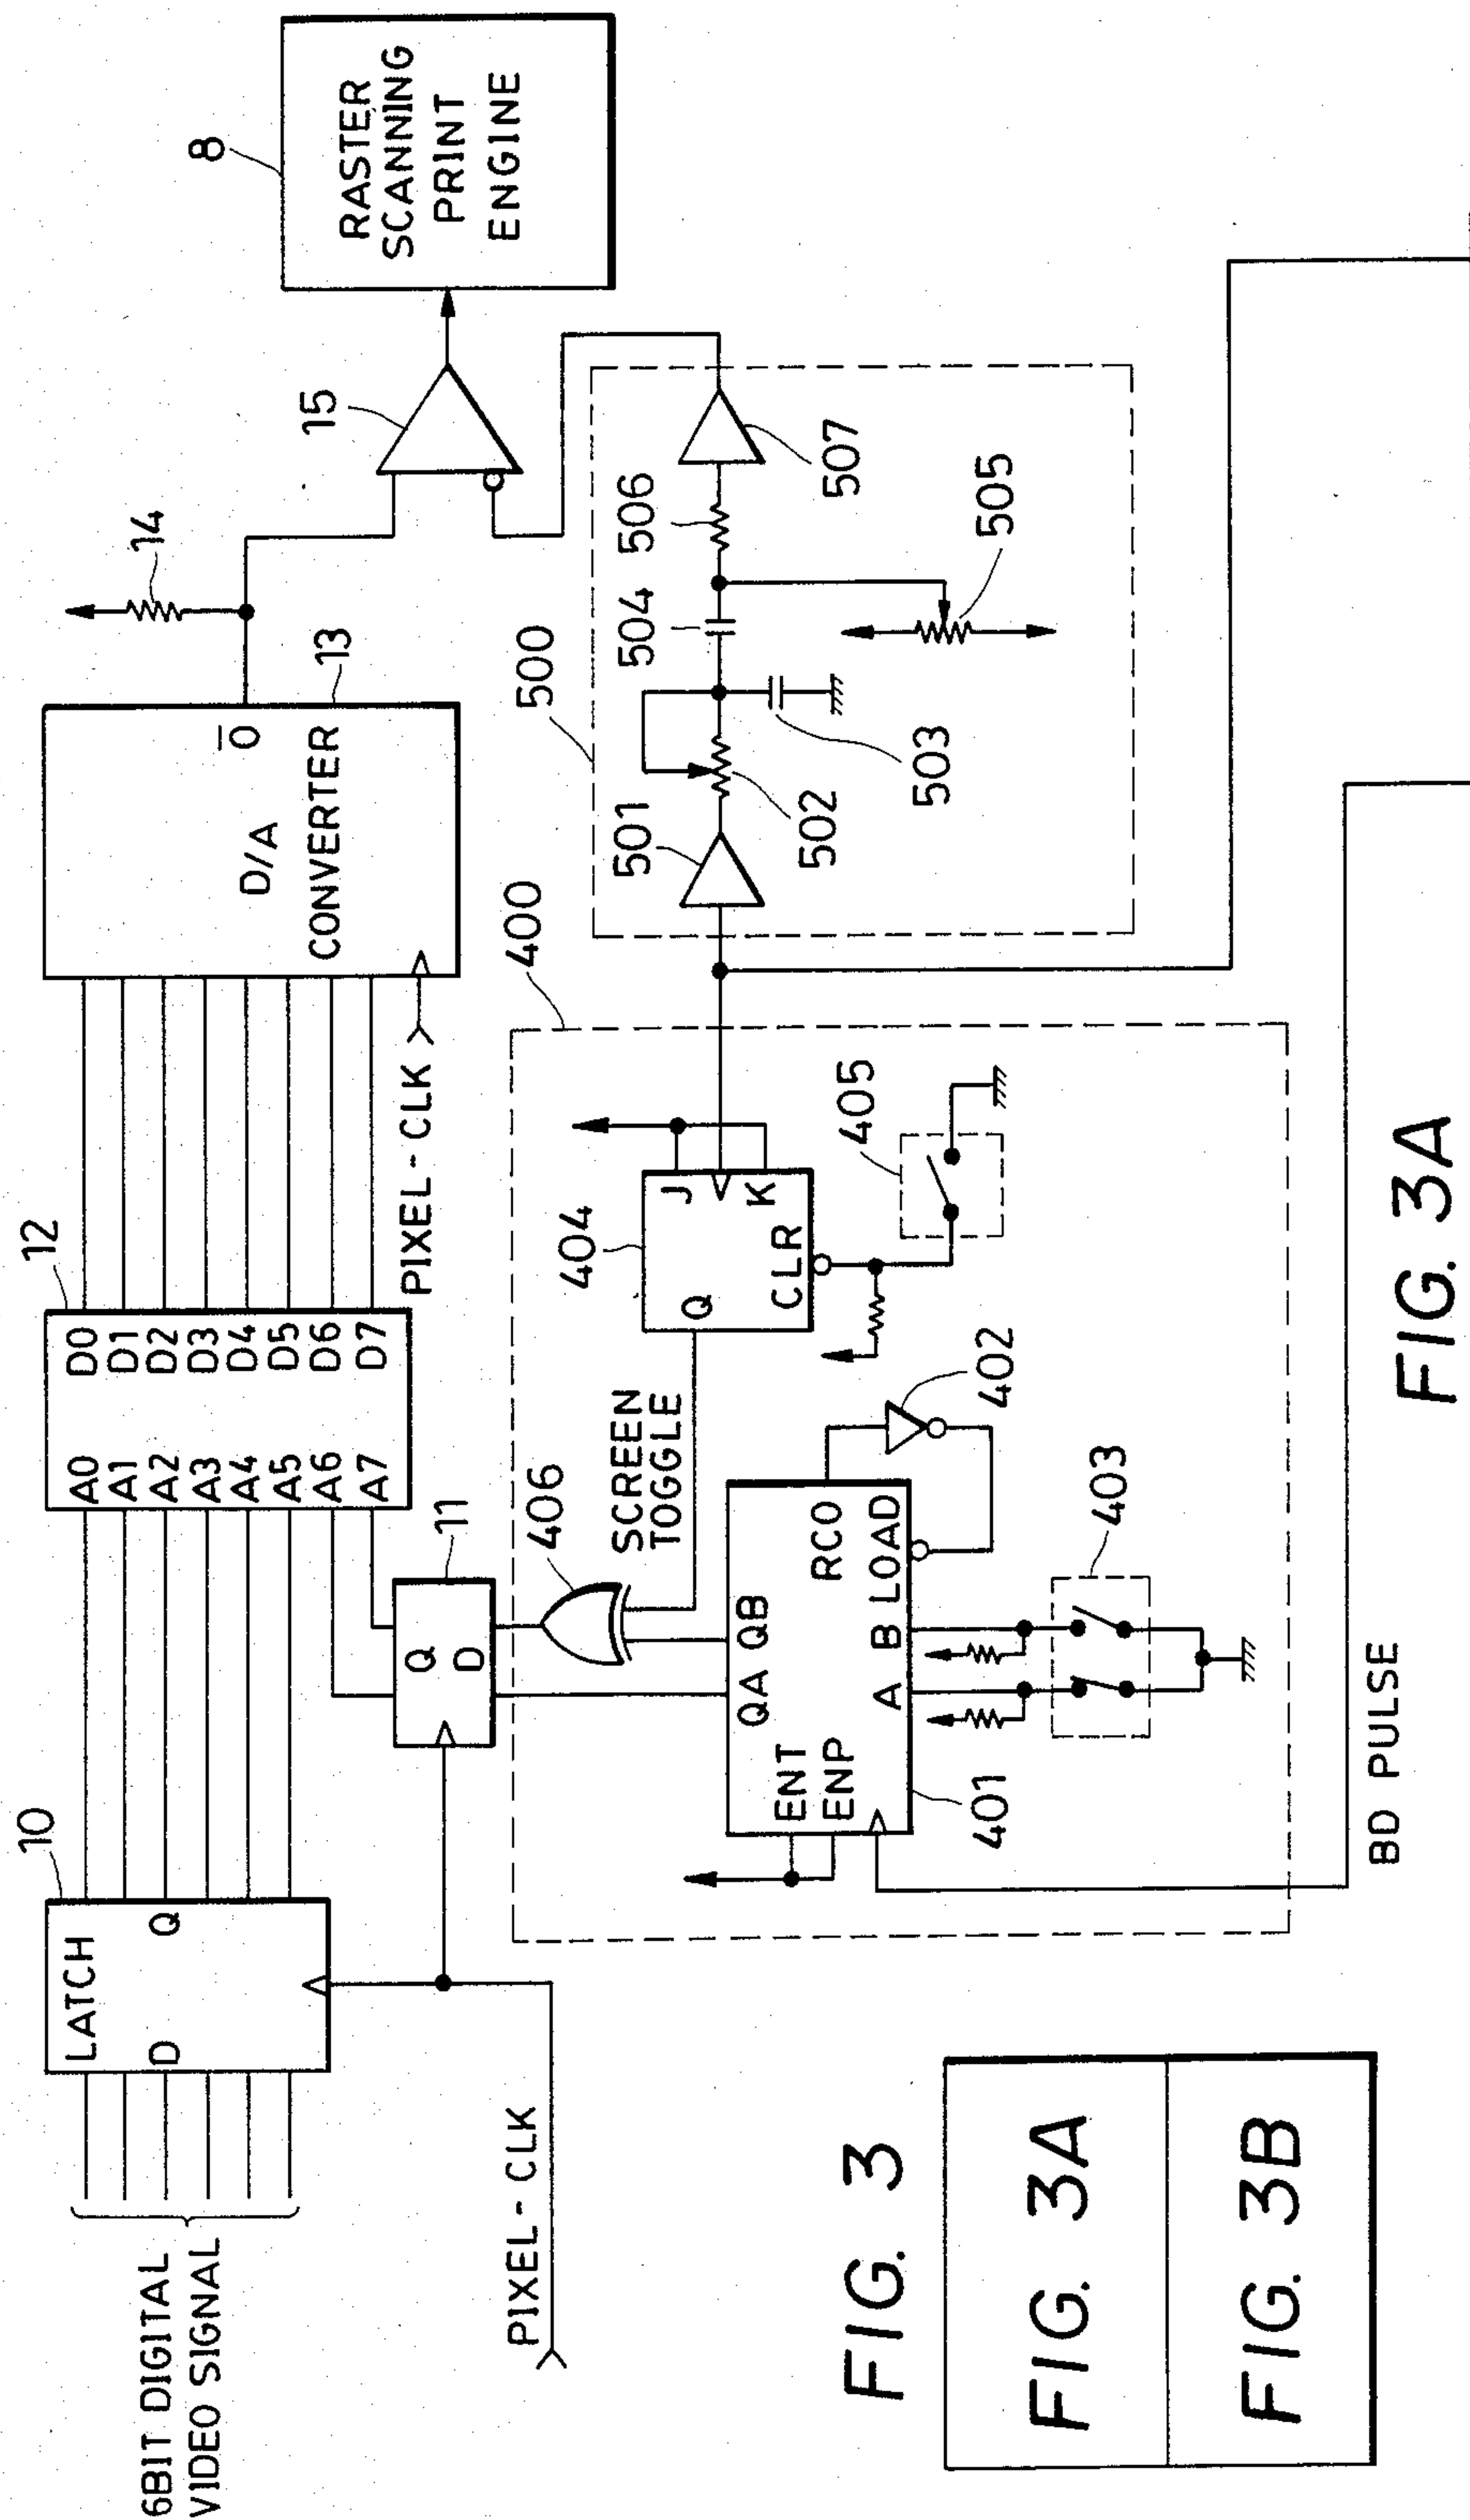 6BIT DIGITAL
VIDEO SIGNAL
10
LATCH
D
Q
PIXEL-CLK
12
A0 D0
A1 D1
A2 D2
A3 D3
A4 D4
A5 D5
A6 D6
A7 D7
11
Q
D
PIXEL-CLK
13
D/A
CONVERTER
O
14
15
8
RASTER
SCANNING
PRINT
ENGINE
400
406
SCREEN
TOGGLE
404
J
Q
K
CLR
405
QA QB
RCO
ENT
ENP
A B LOAD
401
402
403
500
501
502
503
504
505
506
507
BD PULSE
FIG. 3
FIG. 3A
FIG. 3B
FIG. 3A